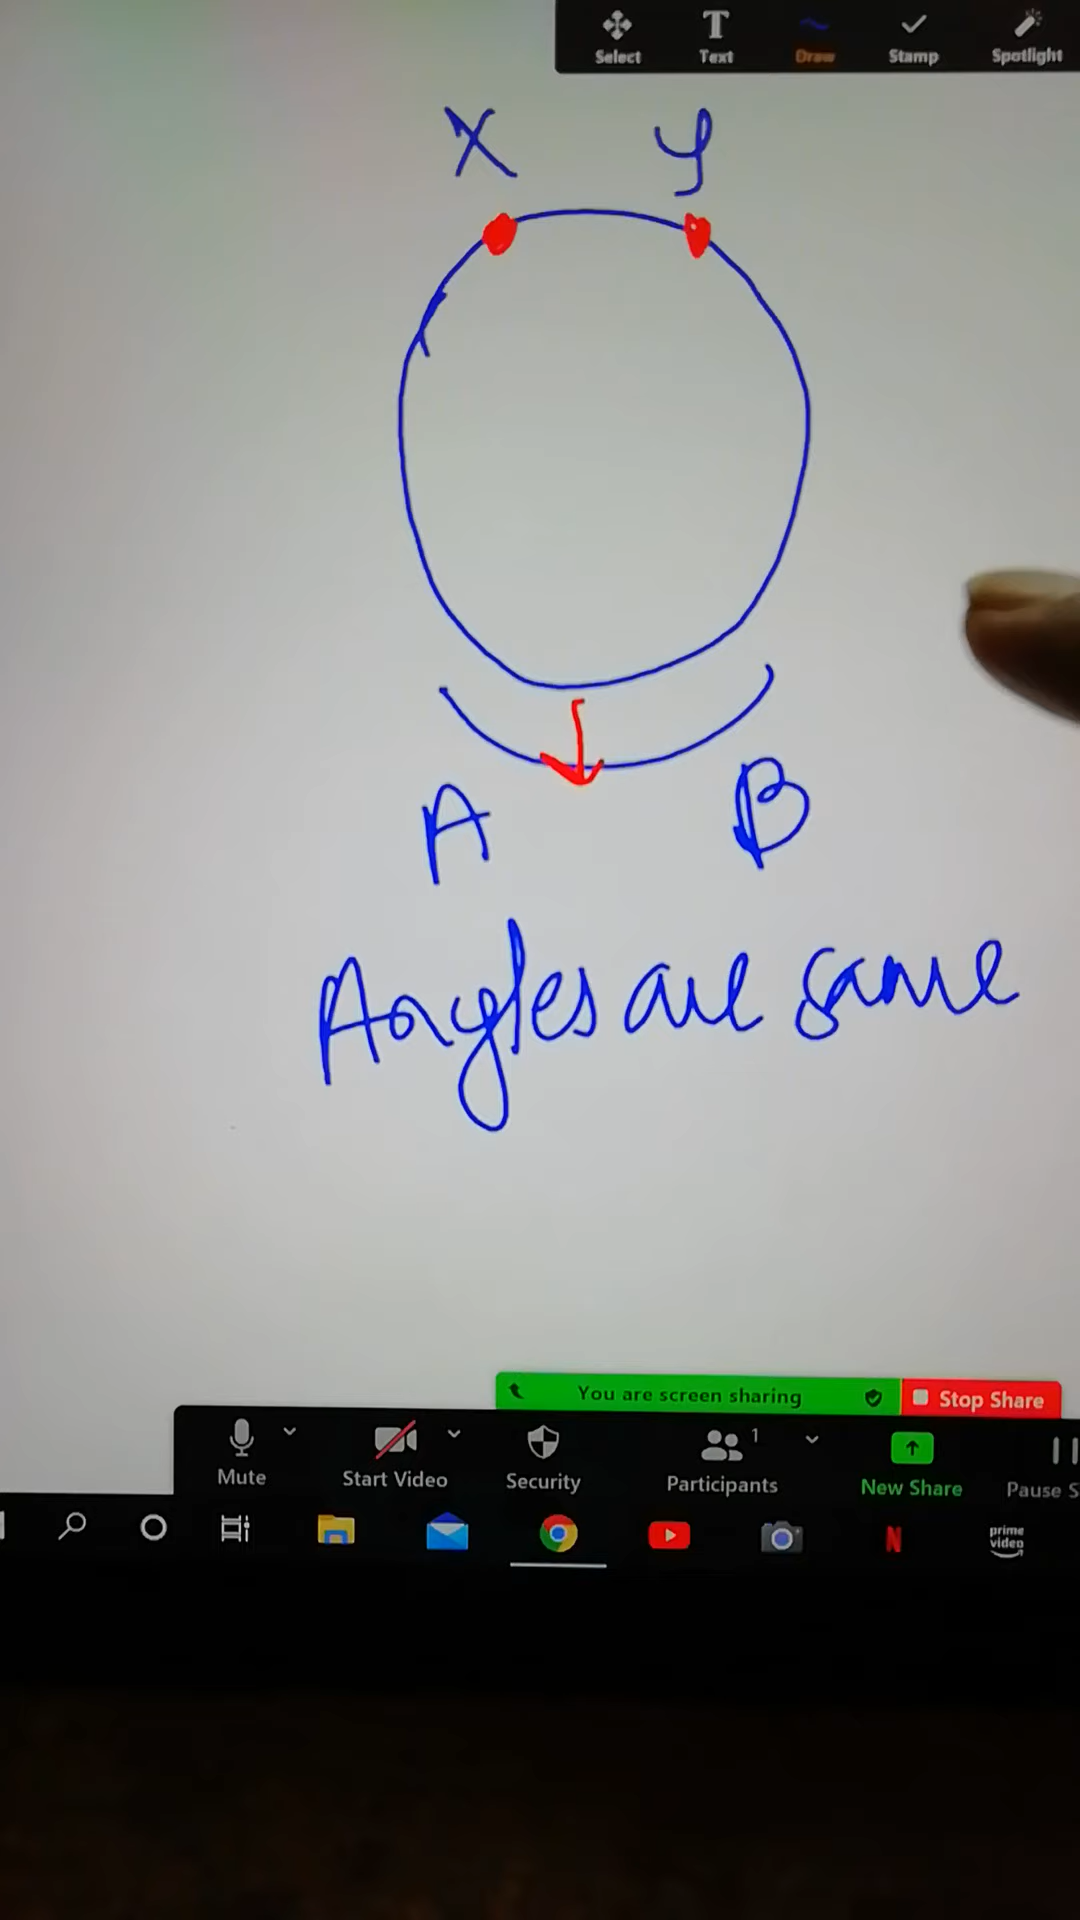 Select Text Draw Stamp Spotlight
X Y
A B
Angles are same
You are screen sharing Stop Share
1
Mute Start Video Security Participants New Share Pause S
N prime video